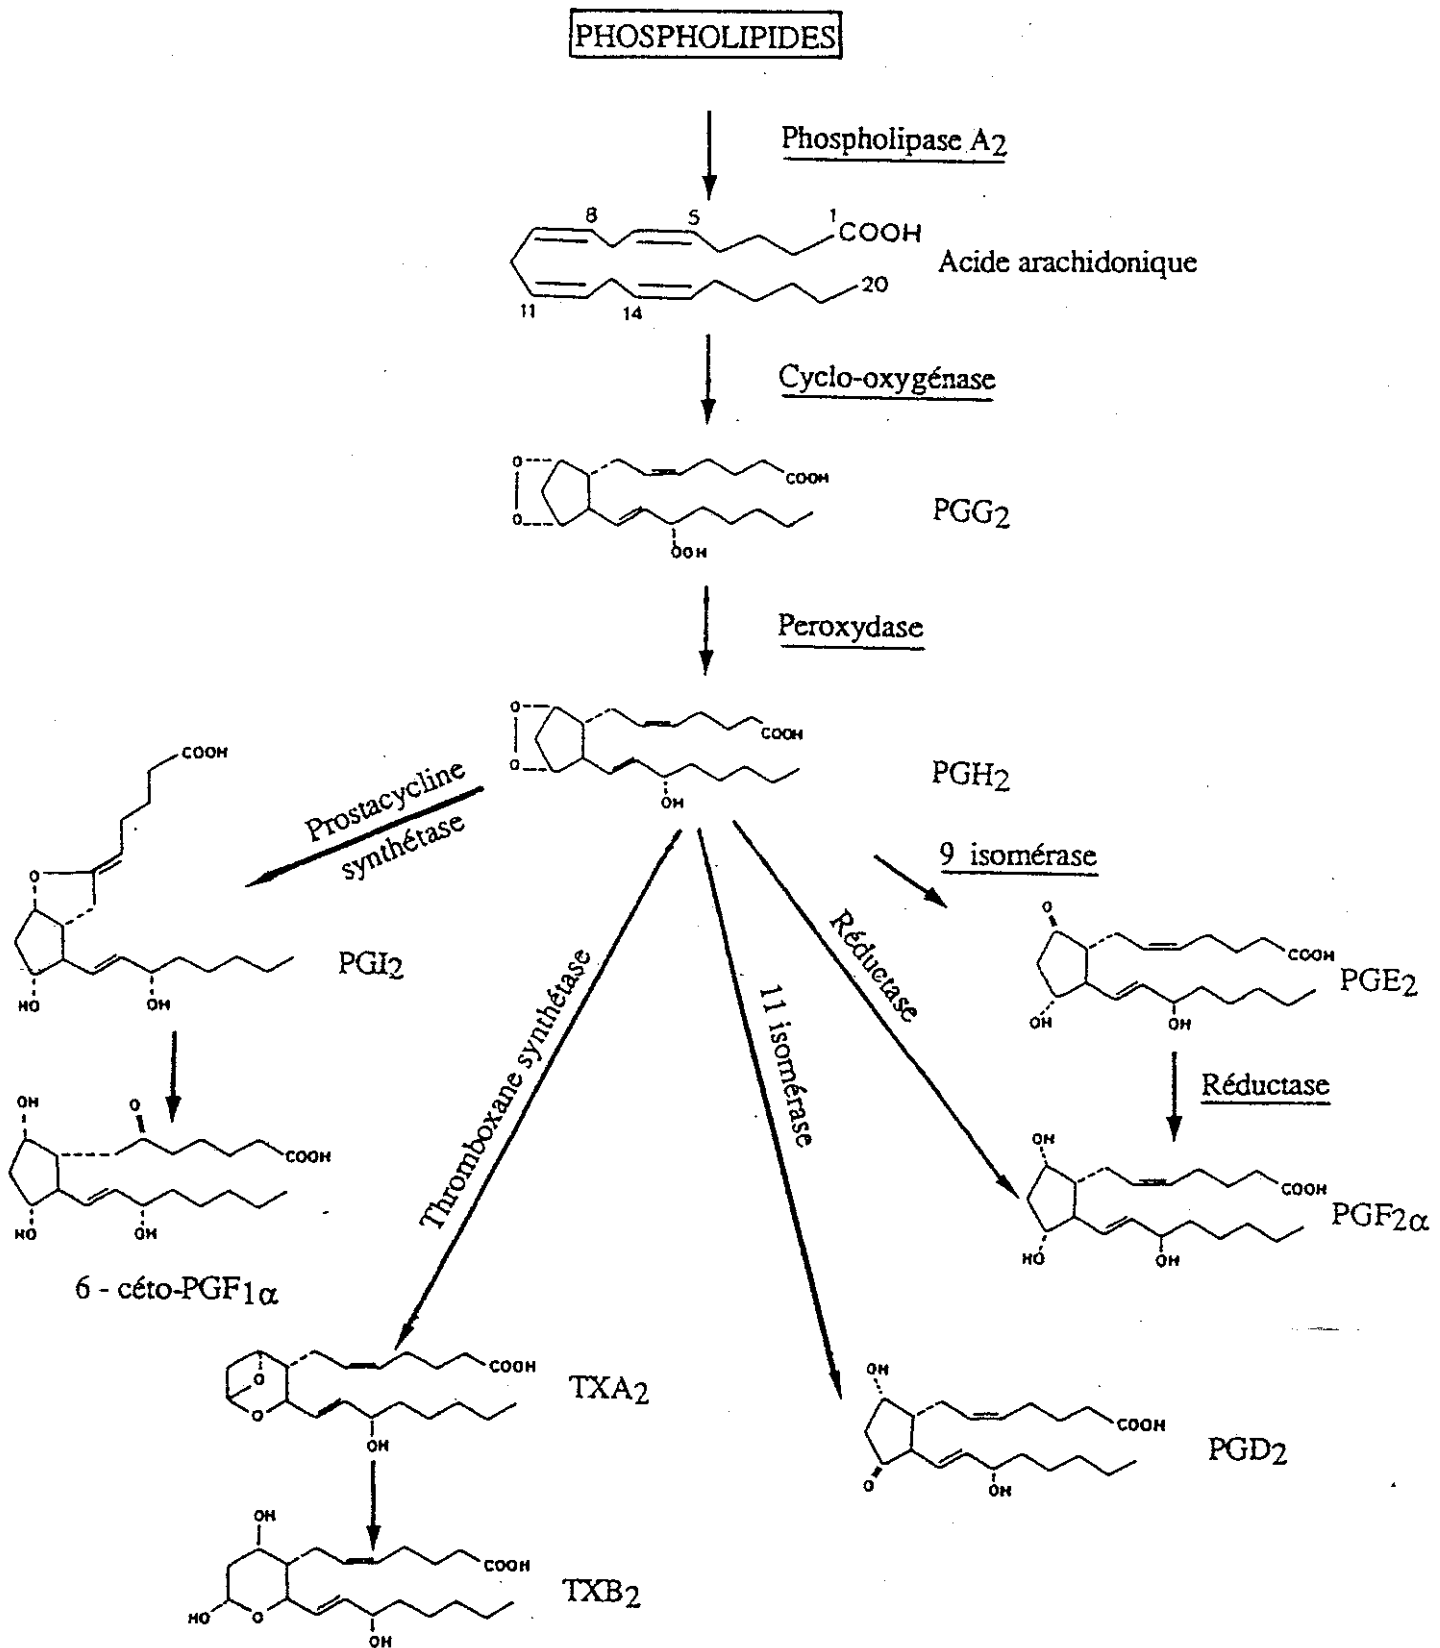 PHOSPHOLIPIDES
Phospholipase A2
8
5
1
COOH
Acide arachidonique
11
14
20
Cyclo-oxygénase
O
COOH
O
OOH
PGG2
Peroxydase
O
COOH
O
OH
PGH2
Prostacycline
synthétase
COOH
O
HO
OH
PGI2
9 isomérase
O
COOH
OH
OH
PGE2
Réductase
Thromboxane synthétase
11 isomérase
Réductase
OH
O
COOH
HO
OH
6 - céto-PGF1α
OH
COOH
HO
OH
PGF2α
O
O
COOH
OH
TXA2
OH
COOH
O
OH
PGD2
OH
COOH
HO
O
OH
TXB2